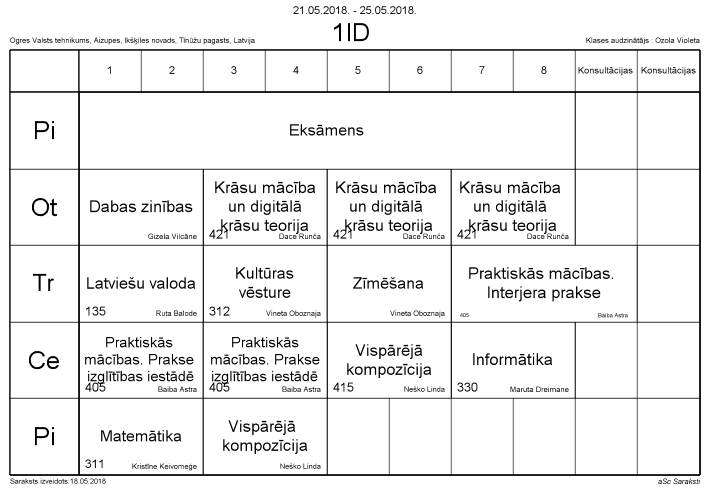 21.05.2018. - 25.05.2018.
Ogres Valsts tehnikums, Aizupes, Ikšķiles novads, Tīnūžu pagasts, Latvija
1ID
Klases audzinātājs : Ozola Violeta
1 2 3 4 5 6 7 8 Konsultācijas Konsultācijas
Pi
Eksāmens
Ot
Dabas zinības
Gizela Vilcāne
Krāsu mācība
un digitālā
krāsu teorija
421 Dace Runča
Krāsu mācība
un digitālā
krāsu teorija
421 Dace Runča
Krāsu mācība
un digitālā
krāsu teorija
421 Dace Runča
Tr
Latviešu valoda
135 Ruta Balode
Kultūras
vēsture
312 Vineta Oboznaja
Zīmēšana
Vineta Oboznaja
Praktiskās mācības.
Interjera prakse
405 Baiba Astra
Ce
Praktiskās
mācības. Prakse
izglītības iestādē
405 Baiba Astra
Praktiskās
mācības. Prakse
izglītības iestādē
405 Baiba Astra
Vispārējā
kompozīcija
415 Neško Linda
Informātika
330 Maruta Dreimane
Pi
Matemātika
311 Kristīne Keivomeģe
Vispārējā
kompozīcija
Neško Linda
Saraksts izveidots:18.05.2018
aSc Saraksti